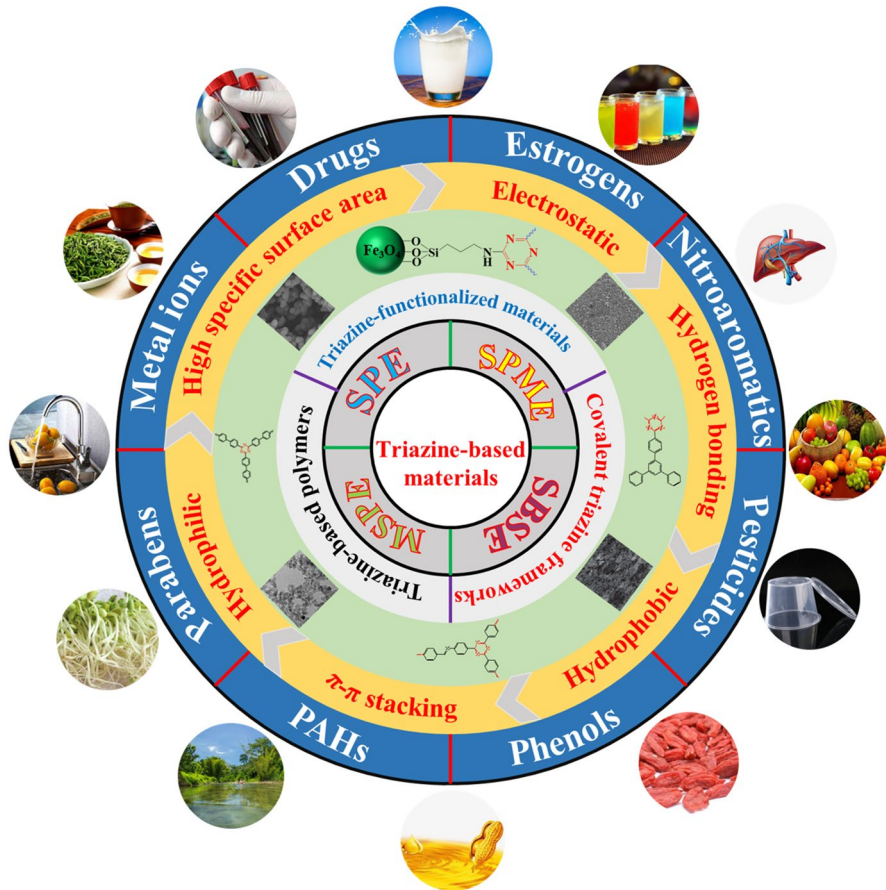 Drugs
Estrogens
Nitroaromatics
Pesticides
Phenols
PAHs
Parabens
Metal ions
High specific surface area
Electrostatic
Hydrogen bonding
Hydrophobic
π-π stacking
Hydrophilic
Fe3O4
O
O
O
Si
N
H
N
N
N
Triazine-functionalized materials
Covalent triazine frameworks
Triazine-based polymers
SPE
SPME
SBSE
MSPE
Triazine-based
materials